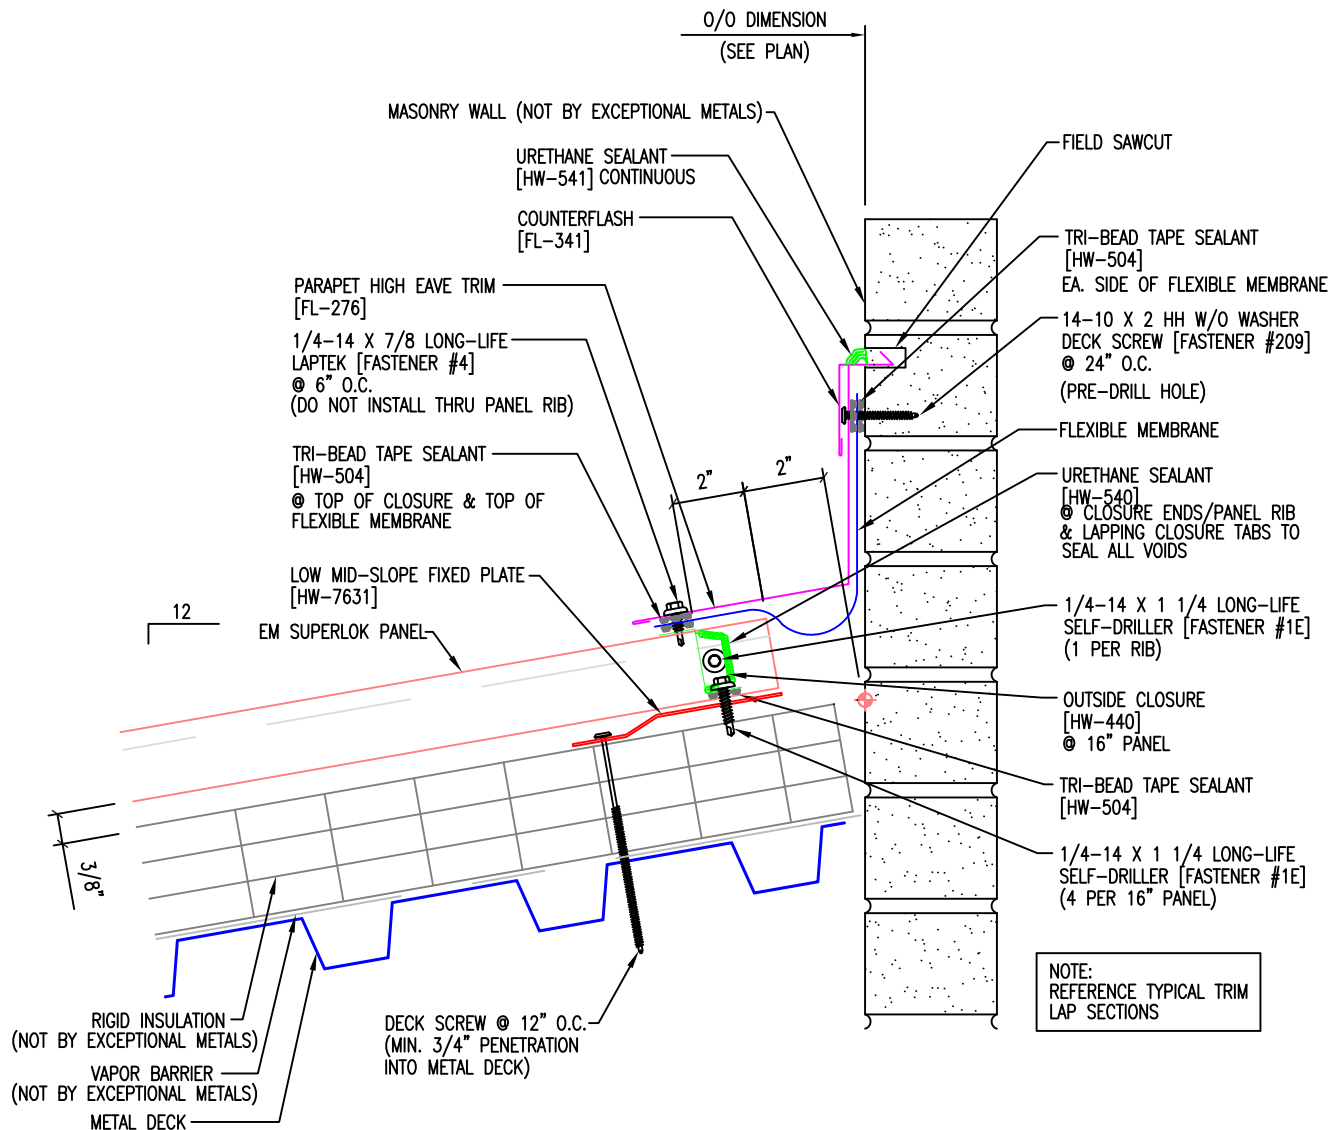 O/O DIMENSION
(SEE PLAN)
MASONRY WALL (NOT BY EXCEPTIONAL METALS)
URETHANE SEALANT
[HW-541] CONTINUOUS
COUNTERFLASH
[FL-341]
PARAPET HIGH EAVE TRIM
[FL-276]
1/4-14 X 7/8 LONG-LIFE
LAPTEK [FASTENER #4]
@ 6" O.C.
(DO NOT INSTALL THRU PANEL RIB)
TRI-BEAD TAPE SEALANT
[HW-504]
@ TOP OF CLOSURE & TOP OF
FLEXIBLE MEMBRANE
LOW MID-SLOPE FIXED PLATE
[HW-7631]
12
EM SUPERLOK PANEL
2"
2"
3/8"
FIELD SAWCUT
TRI-BEAD TAPE SEALANT
[HW-504]
EA. SIDE OF FLEXIBLE MEMBRANE
14-10 X 2 HH W/O WASHER
DECK SCREW [FASTENER #209]
@ 24" O.C.
(PRE-DRILL HOLE)
FLEXIBLE MEMBRANE
URETHANE SEALANT
[HW-540]
@ CLOSURE ENDS/PANEL RIB
& LAPPING CLOSURE TABS TO
SEAL ALL VOIDS
1/4-14 X 1 1/4 LONG-LIFE
SELF-DRILLER [FASTENER #1E]
(1 PER RIB)
OUTSIDE CLOSURE
[HW-440]
@ 16" PANEL
TRI-BEAD TAPE SEALANT
[HW-504]
1/4-14 X 1 1/4 LONG-LIFE
SELF-DRILLER [FASTENER #1E]
(4 PER 16" PANEL)
NOTE:
REFERENCE TYPICAL TRIM
LAP SECTIONS
RIGID INSULATION
(NOT BY EXCEPTIONAL METALS)
VAPOR BARRIER
(NOT BY EXCEPTIONAL METALS)
METAL DECK
DECK SCREW @ 12" O.C.
(MIN. 3/4" PENETRATION
INTO METAL DECK)